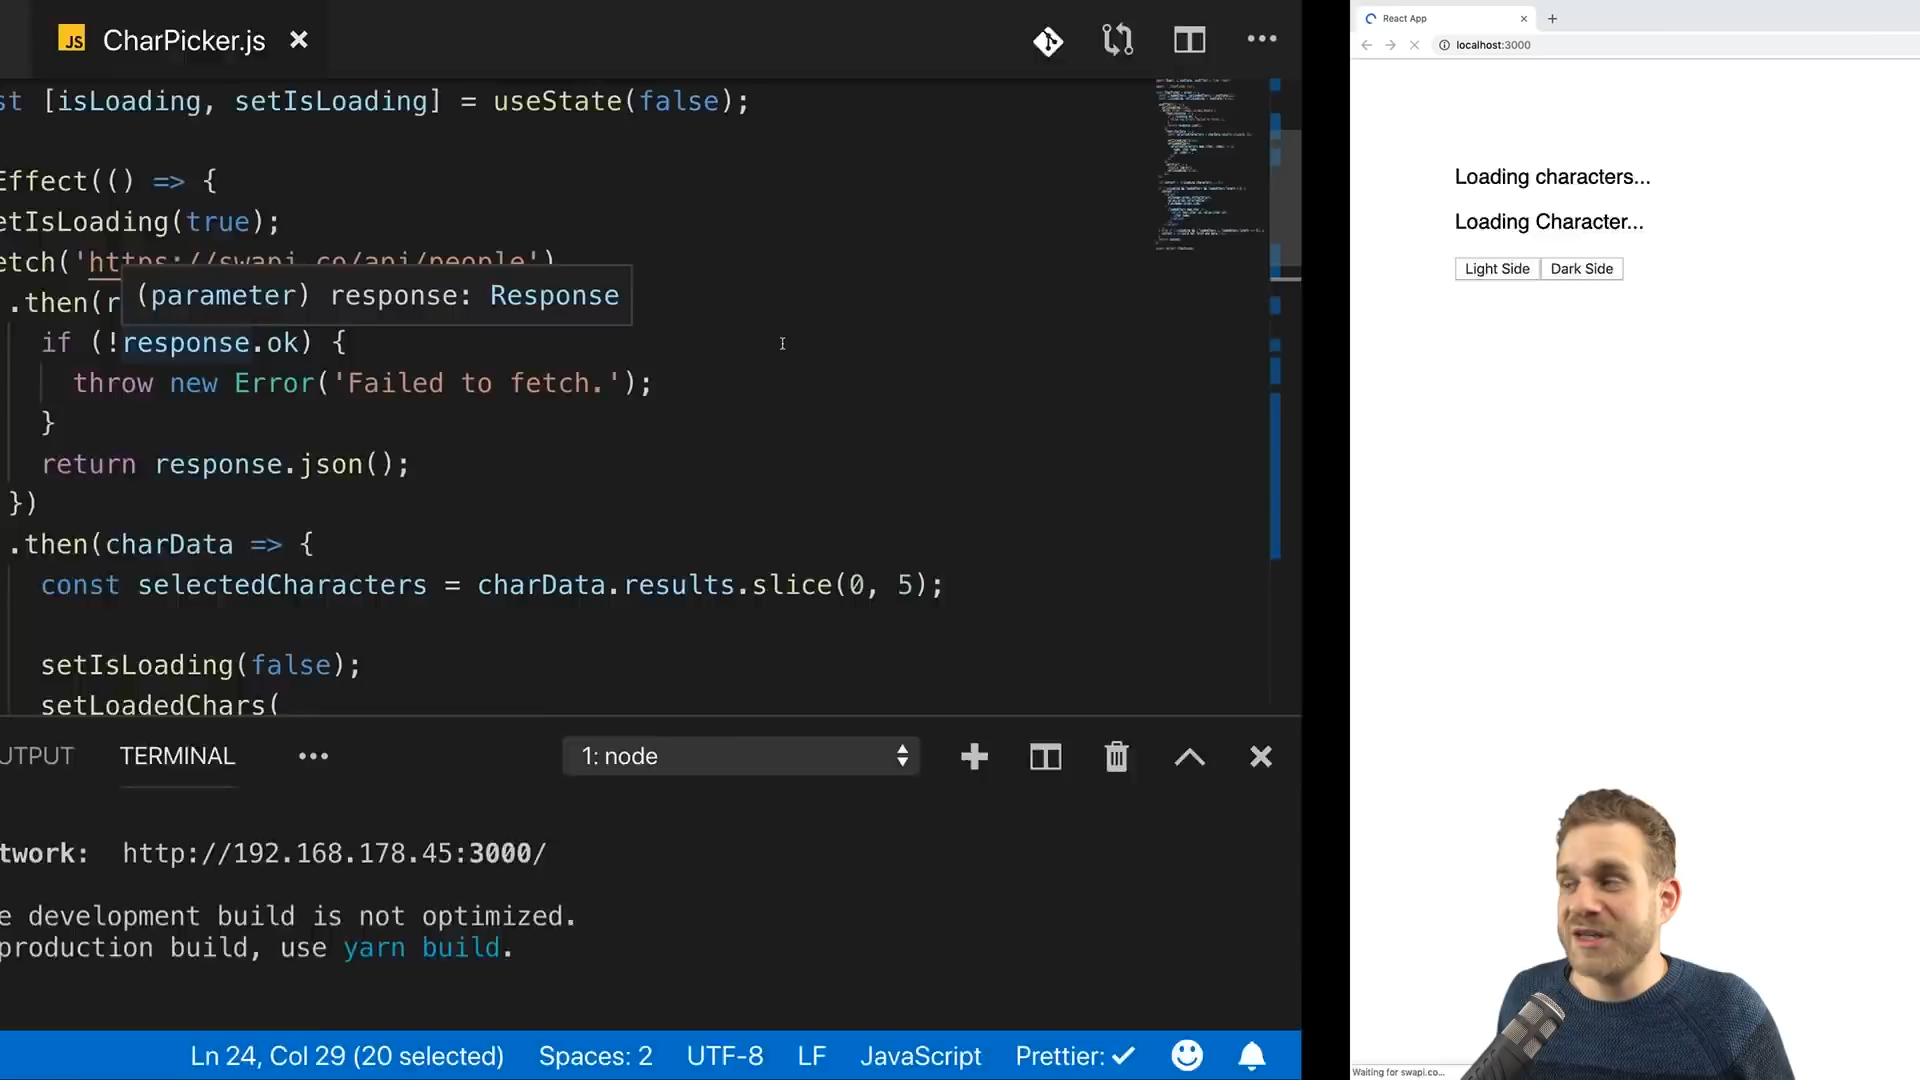 JS CharPicker.js
st [isLoading, setIsLoading] = useState(false);
Effect(() => {
etIsLoading(true);
etch('https://swapi.co/api/people')
.then(r
(parameter) response: Response
if (!response.ok) {
throw new Error('Failed to fetch.');
}
return response.json();
})
.then(charData => {
const selectedCharacters = charData.results.slice(0, 5);
setIsLoading(false);
setLoadedChars(
UTPUT TERMINAL 1: node
twork: http://192.168.178.45:3000/
e development build is not optimized.
production build, use yarn build.
Ln 24, Col 29 (20 selected) Spaces: 2 UTF-8 LF JavaScript Prettier: ✓
React App
localhost:3000
Loading characters...
Loading Character...
Light Side Dark Side
Waiting for swapi.co...